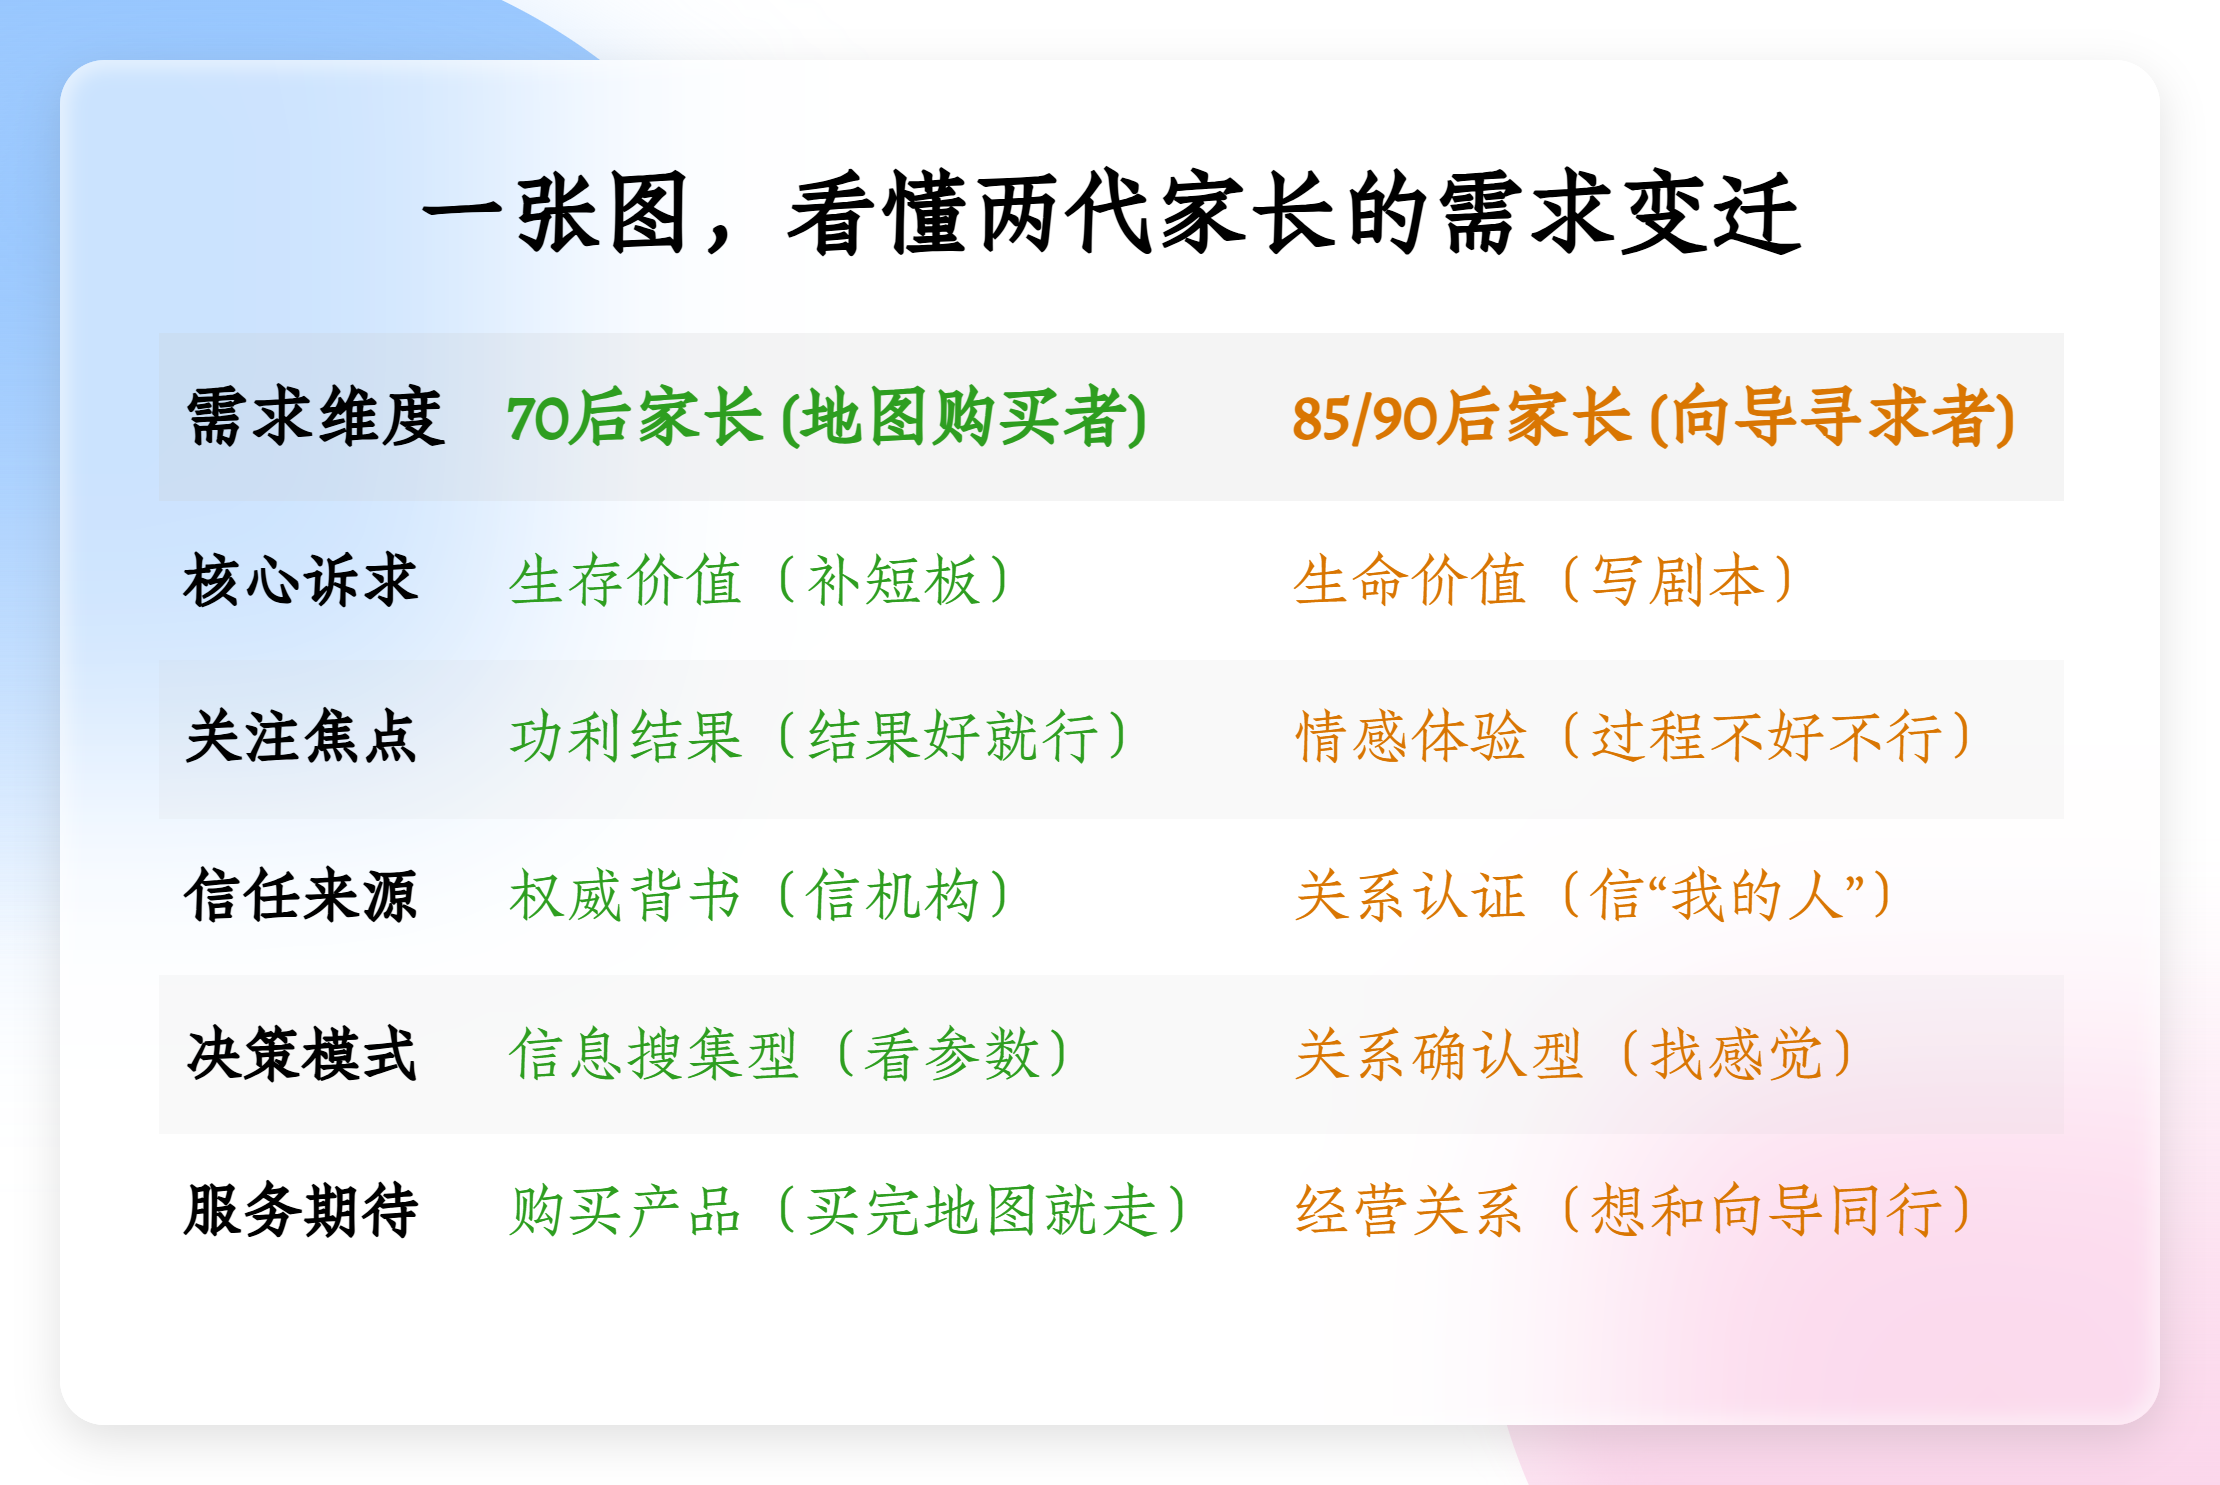 一张图，看懂两代家长的需求变迁
需求维度 70后家长 (地图购买者) 85/90后家长 (向导寻求者)
核心诉求 生存价值（补短板） 生命价值（写剧本）
关注焦点 功利结果（结果好就行） 情感体验（过程不好不行）
信任来源 权威背书（信机构） 关系认证（信“我的人”）
决策模式 信息搜集型（看参数） 关系确认型（找感觉）
服务期待 购买产品（买完地图就走） 经营关系（想和向导同行）